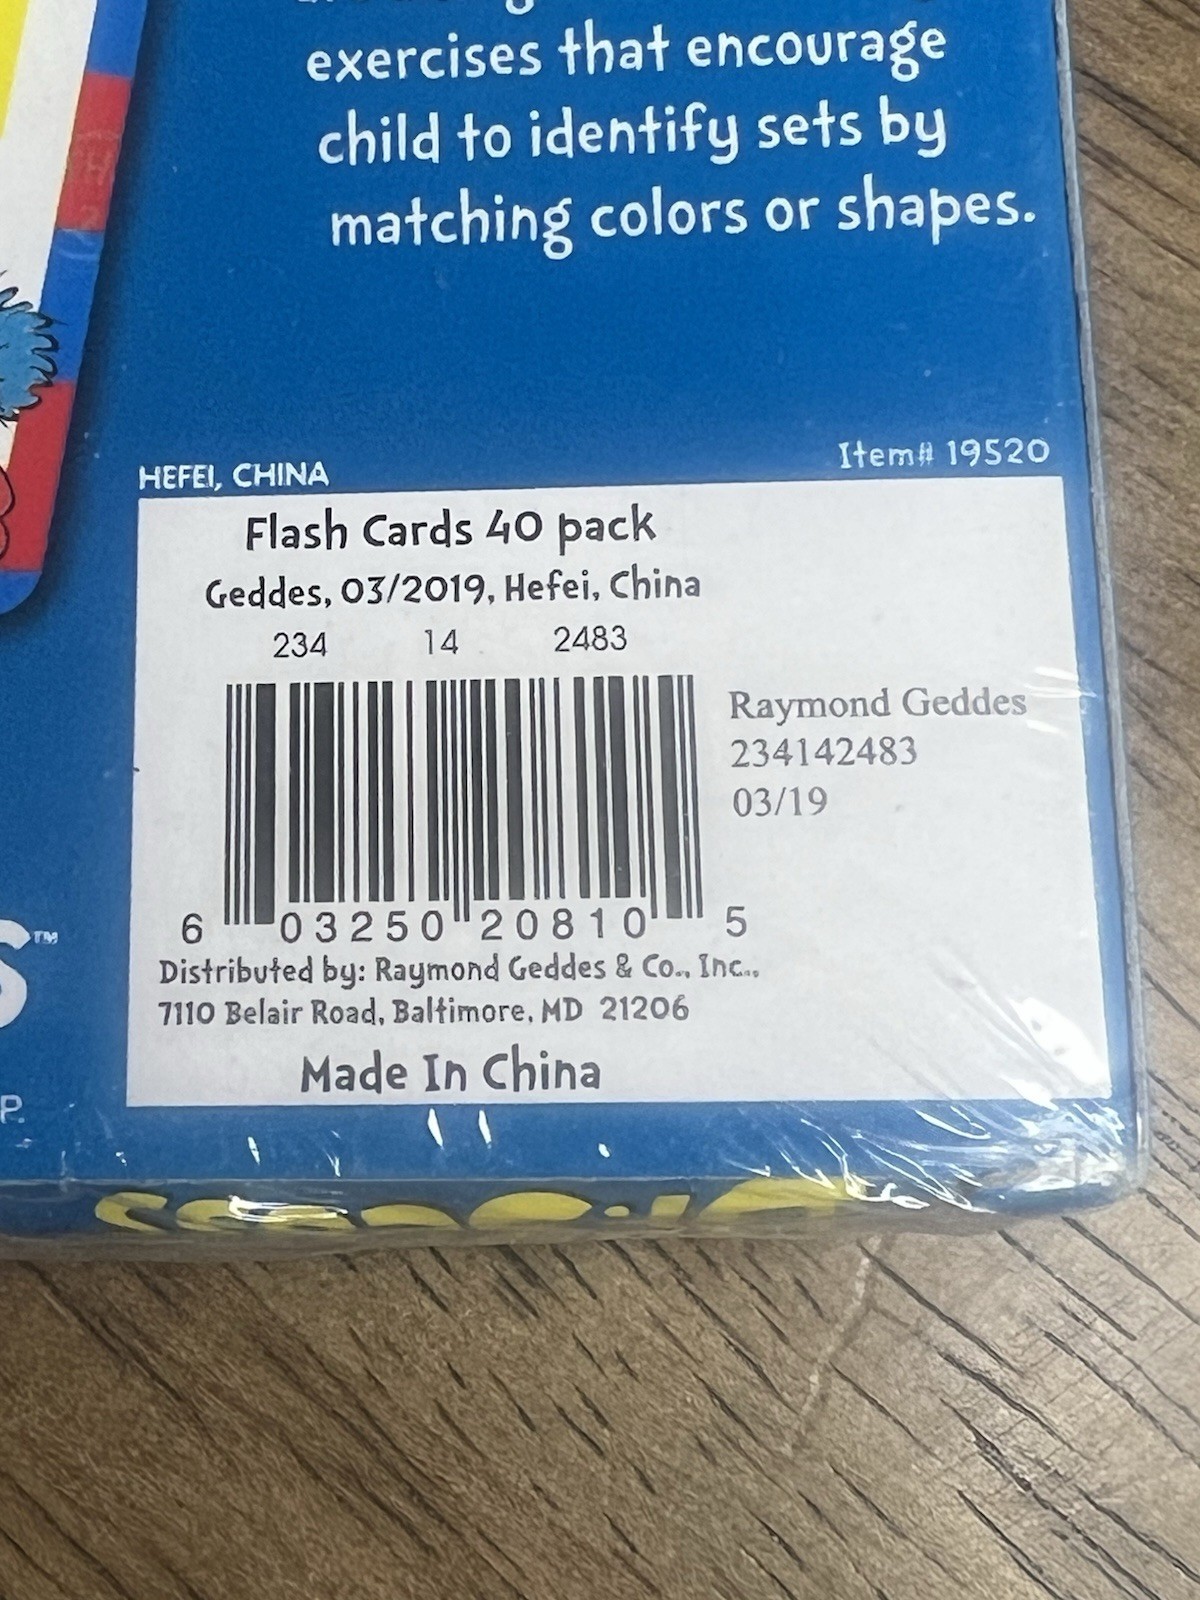 exercises that encourage
child to identify sets by
matching colors or shapes.
Item# 19520
HEFEI, CHINA
Flash Cards 40 pack
Geddes, 03/2019, Hefei, China
234 14 2483
Raymond Geddes
234142483
03/19
6 03250 20810 5
Distributed by: Raymond Geddes & Co., Inc.,
7110 Belair Road, Baltimore, MD 21206
Made In China
S™
P.